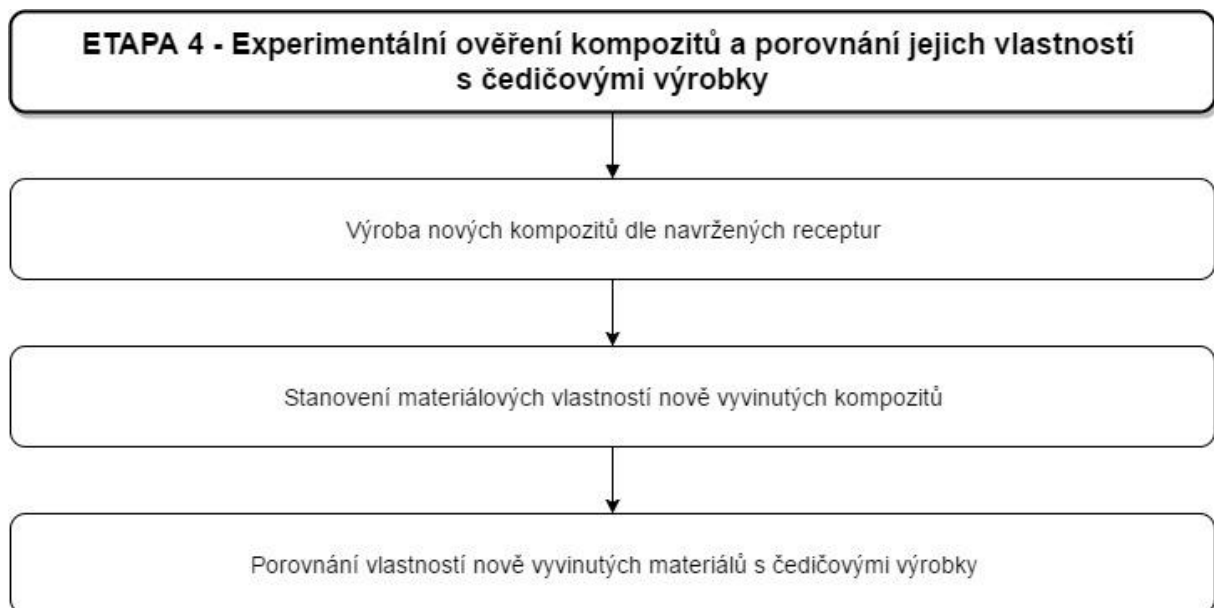 ETAPA 4 - Experimentální ověření kompozitů a porovnání jejich vlastností
s čedičovými výrobky
Výroba nových kompozitů dle navržených receptur
Stanovení materiálových vlastností nově vyvinutých kompozitů
Porovnání vlastností nově vyvinutých materiálů s čedičovými výrobky